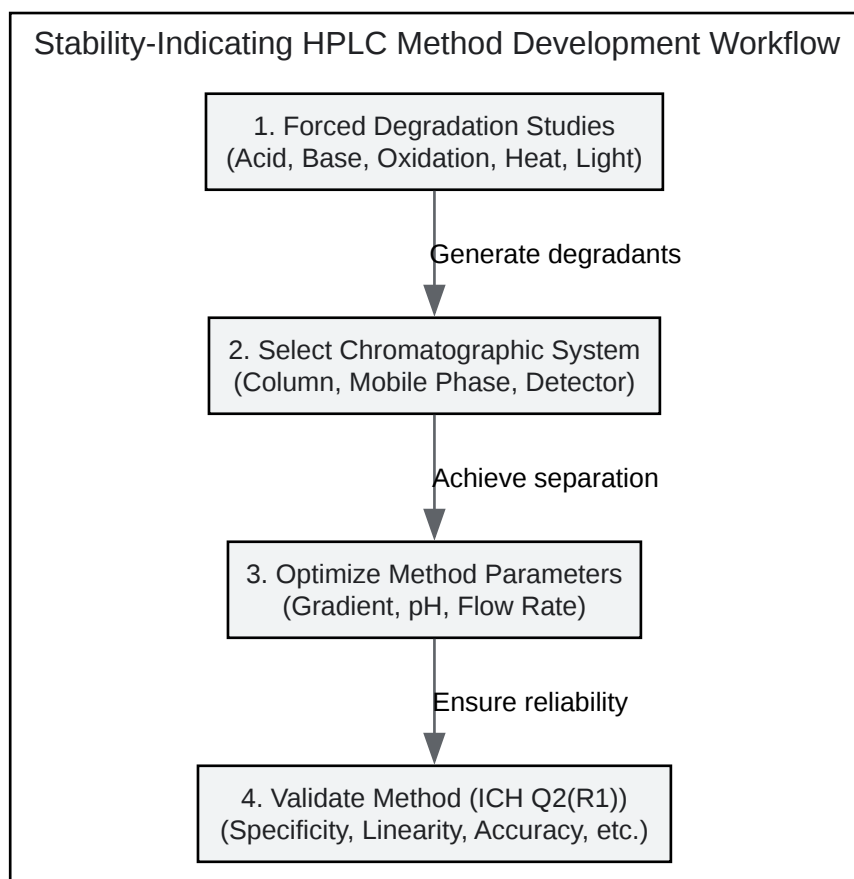 Stability-Indicating HPLC Method Development Workflow
1. Forced Degradation Studies
(Acid, Base, Oxidation, Heat, Light)
Generate degradants
2. Select Chromatographic System
(Column, Mobile Phase, Detector)
Achieve separation
3. Optimize Method Parameters
(Gradient, pH, Flow Rate)
Ensure reliability
4. Validate Method (ICH Q2(R1))
(Specificity, Linearity, Accuracy, etc.)